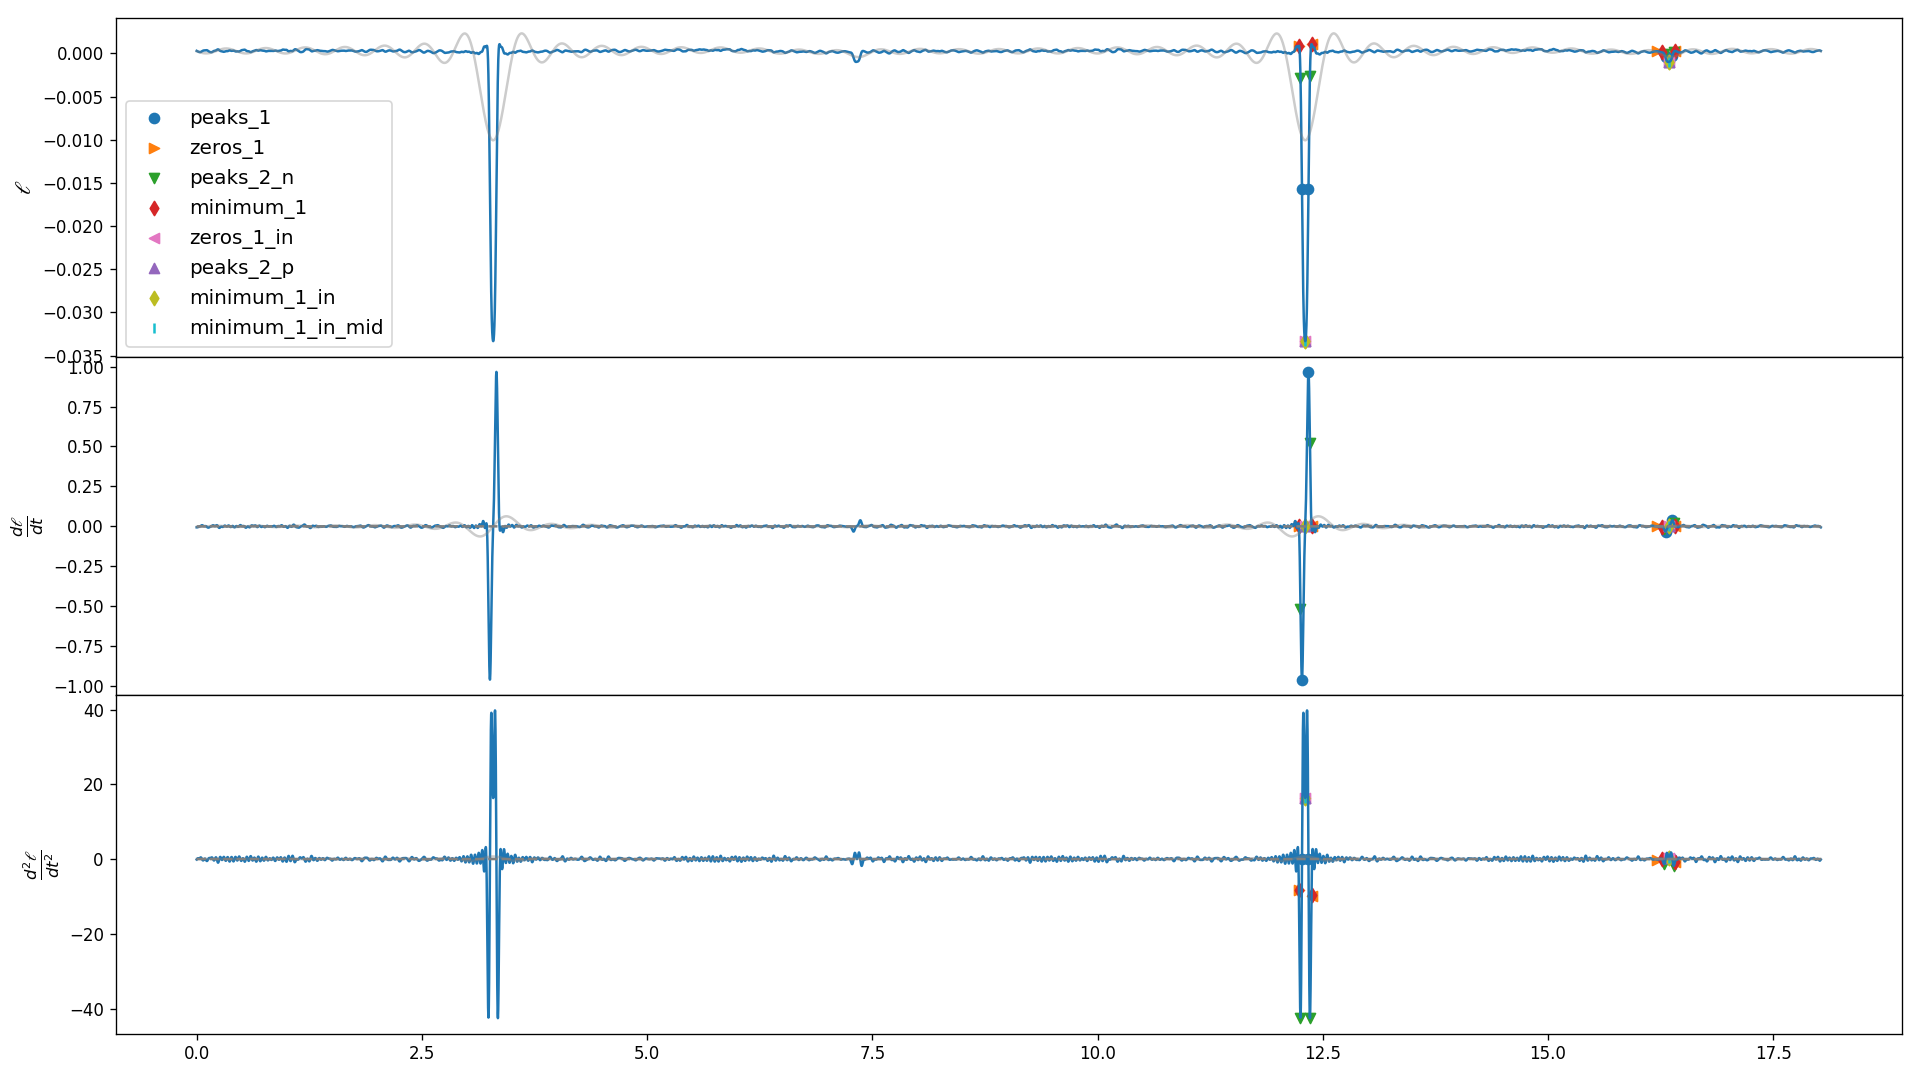 0.000
−0.005
−0.010
−0.015
−0.020
−0.025
−0.030
−0.035
ℓ
peaks_1
zeros_1
peaks_2_n
minimum_1
zeros_1_in
peaks_2_p
minimum_1_in
minimum_1_in_mid
1.00
0.75
0.50
0.25
0.00
−0.25
−0.50
−0.75
−1.00
dℓ/dt
40
20
0
−20
−40
d²ℓ/dt²
0.0 2.5 5.0 7.5 10.0 12.5 15.0 17.5